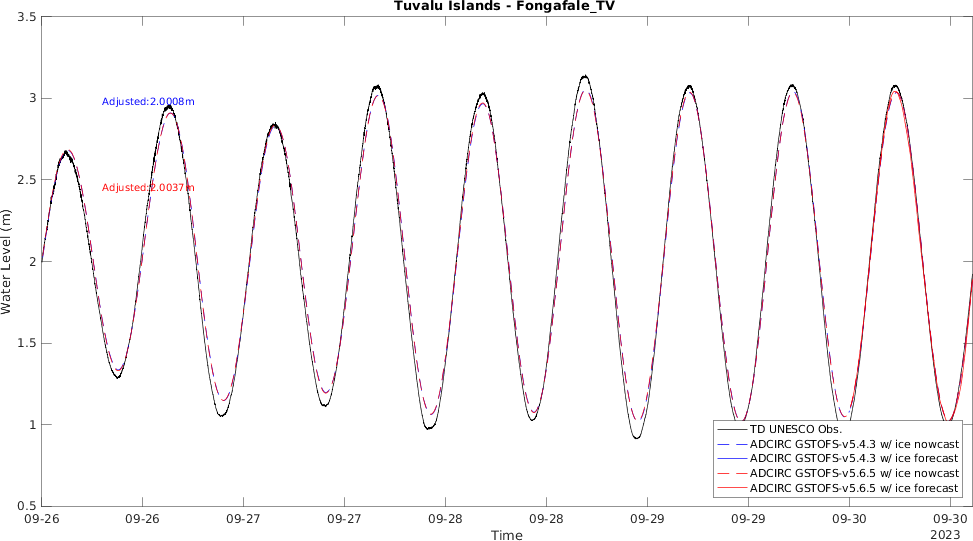 Tuvalu Islands - Fongafale_TV
3.5
3
2.5
2
1.5
1
0.5
Water Level (m)
Adjusted:2.0008m
Adjusted:2.0037m
TD UNESCO Obs.
ADCIRC GSTOFS-v5.4.3 w/ ice nowcast
ADCIRC GSTOFS-v5.4.3 w/ ice forecast
ADCIRC GSTOFS-v5.6.5 w/ ice nowcast
ADCIRC GSTOFS-v5.6.5 w/ ice forecast
09-26 09-26 09-27 09-27 09-28 09-28 09-29 09-29 09-30 09-30
2023
Time